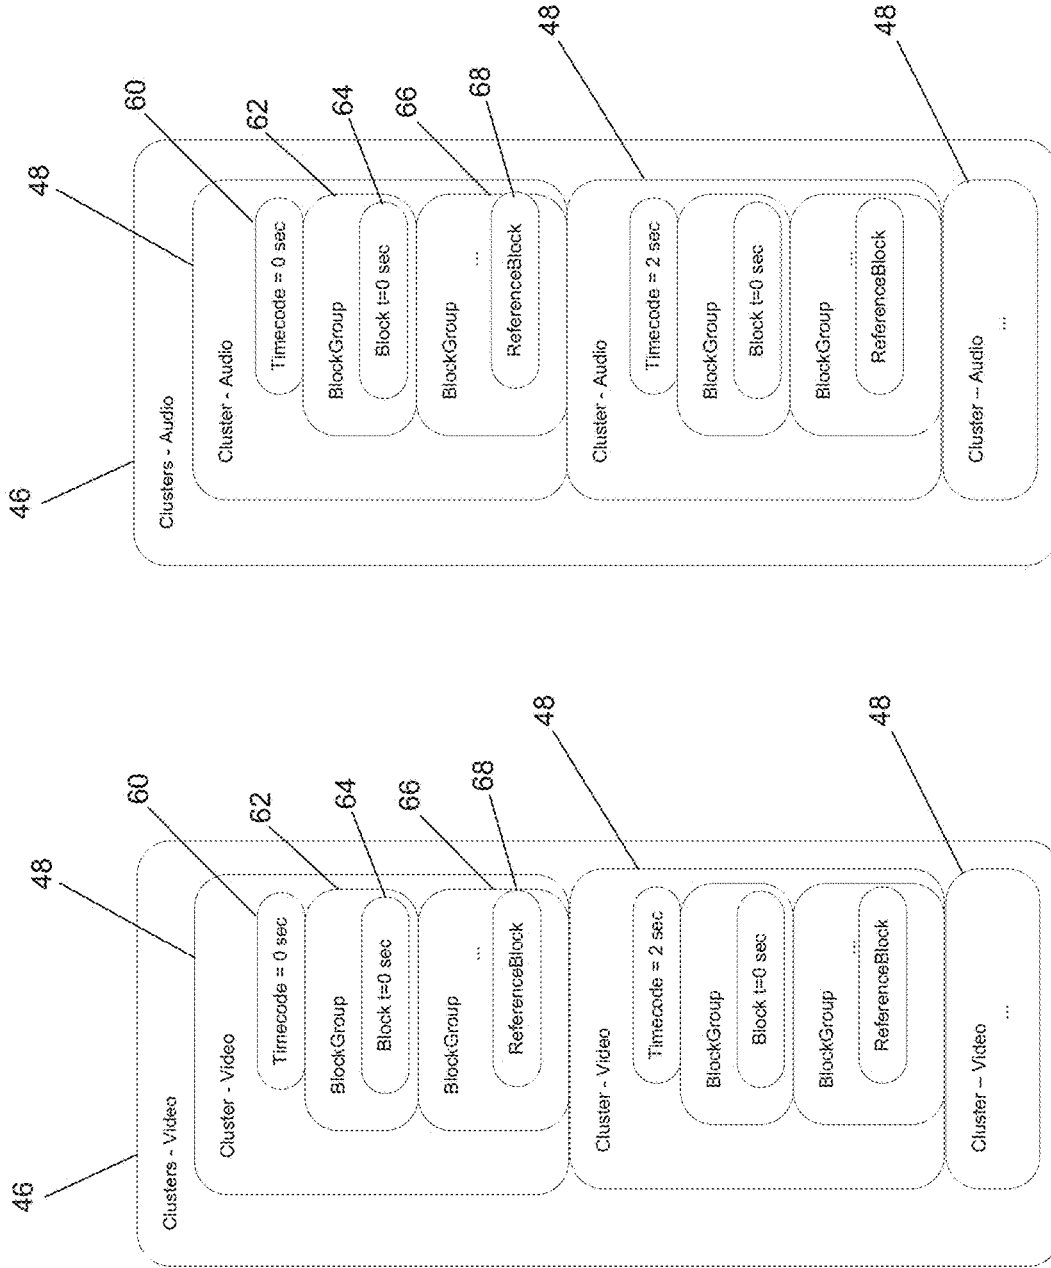 46
Clusters - Video
48
Cluster - Video
60
Timecode = 0 sec
62
BlockGroup
64
Block t=0 sec
66
BlockGroup
...
68
ReferenceBlock
48
Cluster - Video
Timecode = 2 sec
BlockGroup
Block t=0 sec
BlockGroup
...
ReferenceBlock
48
Cluster – Video
...
46
Clusters - Audio
48
Cluster - Audio
60
Timecode = 0 sec
62
BlockGroup
64
Block t=0 sec
66
BlockGroup
...
68
ReferenceBlock
48
Cluster - Audio
Timecode = 2 sec
BlockGroup
Block t=0 sec
BlockGroup
...
ReferenceBlock
48
Cluster – Audio
...